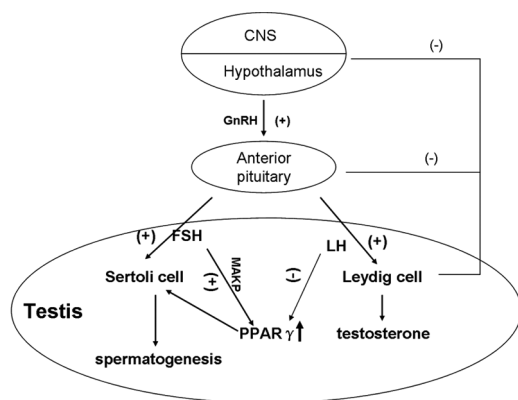 CNS
(-)
Hypothalamus
GnRH (+)
Anterior
pituitary
(-)
(+) FSH
LH (+)
MAKP
(+)
(-)
Sertoli cell
Leydig cell
Testis
PPAR γ
testosterone
spermatogenesis